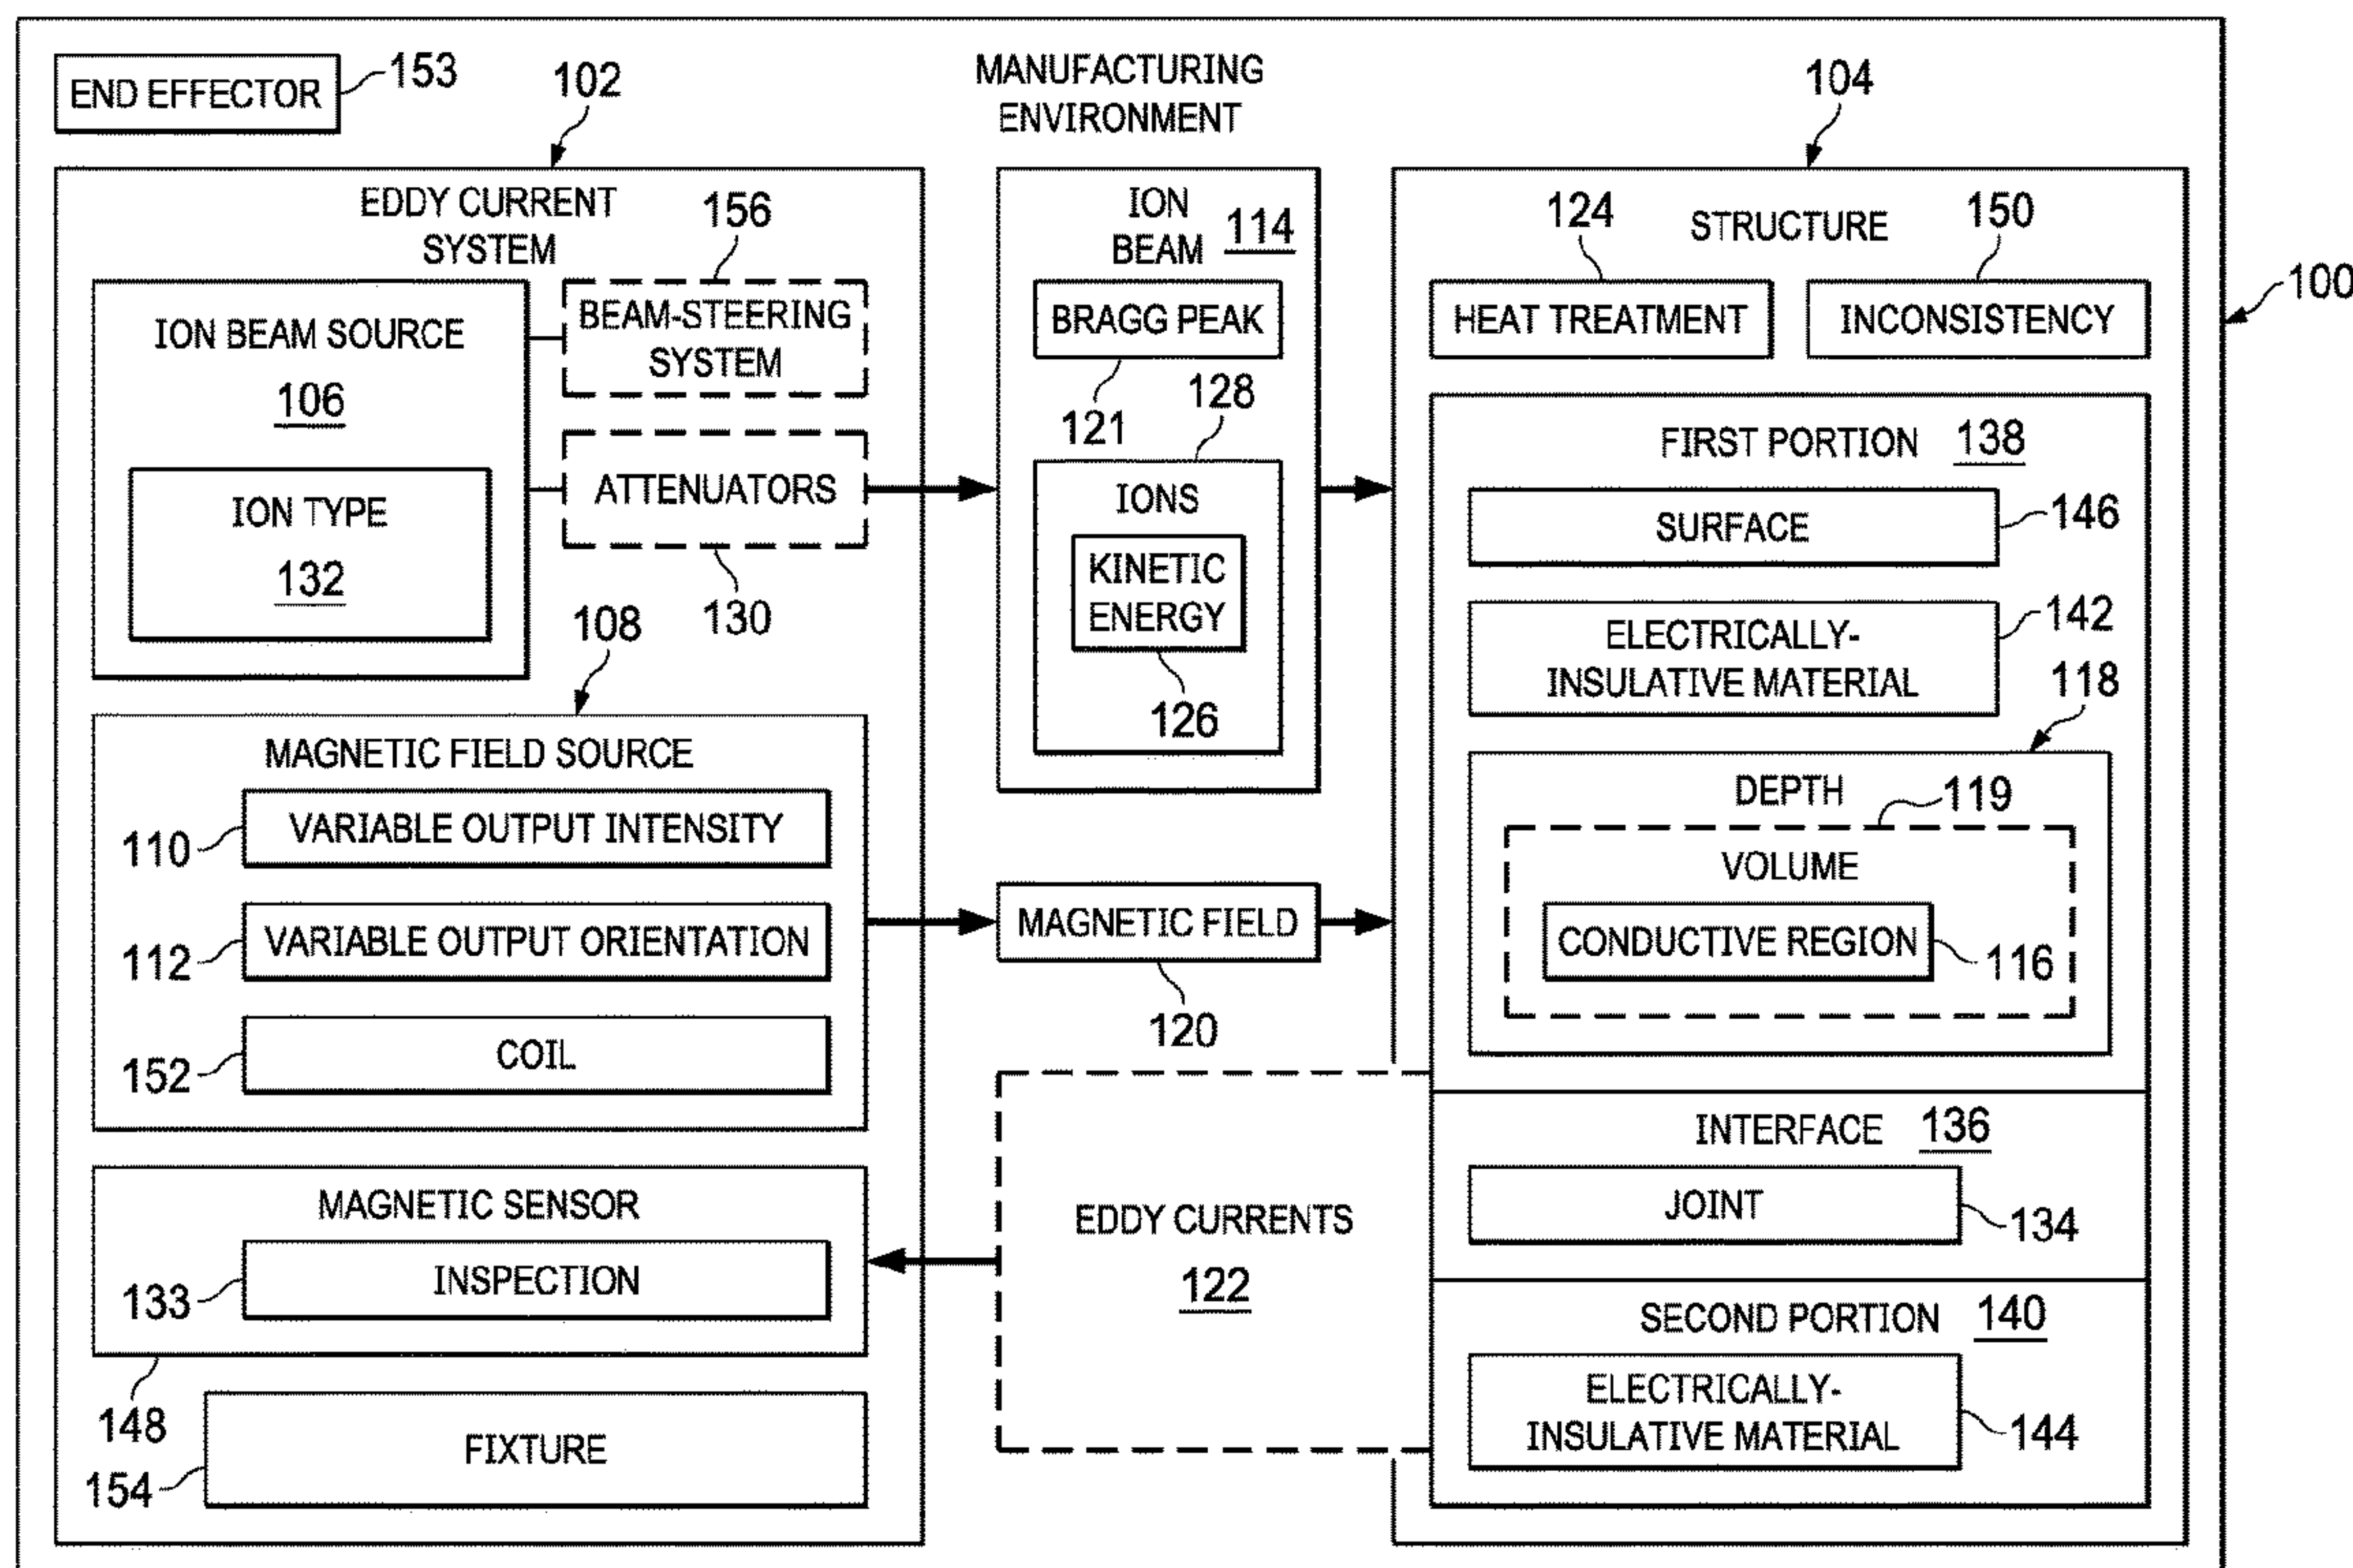 END EFFECTOR
153
MANUFACTURING
ENVIRONMENT
100
102
EDDY CURRENT
SYSTEM
156
ION BEAM SOURCE
106
BEAM-STEERING
SYSTEM
ION TYPE
132
ATTENUATORS
130
108
MAGNETIC FIELD SOURCE
110
VARIABLE OUTPUT INTENSITY
112
VARIABLE OUTPUT ORIENTATION
152
COIL
MAGNETIC SENSOR
133
INSPECTION
148
154
FIXTURE
ION
BEAM
114
BRAGG PEAK
121
128
IONS
KINETIC
ENERGY
126
MAGNETIC FIELD
120
EDDY CURRENTS
122
104
STRUCTURE
124
HEAT TREATMENT
150
INCONSISTENCY
FIRST PORTION 138
SURFACE
146
ELECTRICALLY-
INSULATIVE MATERIAL
142
118
DEPTH
119
VOLUME
CONDUCTIVE REGION
116
INTERFACE 136
JOINT
134
SECOND PORTION 140
ELECTRICALLY-
INSULATIVE MATERIAL
144